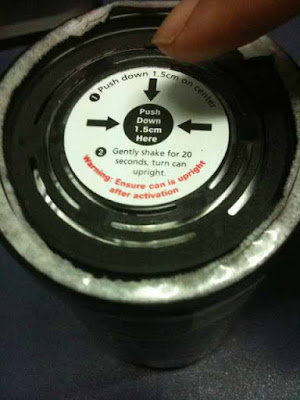 1 Push down 1.5cm on center
Push
Down
1.5cm
Here
2 Gently shake for 20
seconds, turn can
upright.
Warning: Ensure can is upright
after activation